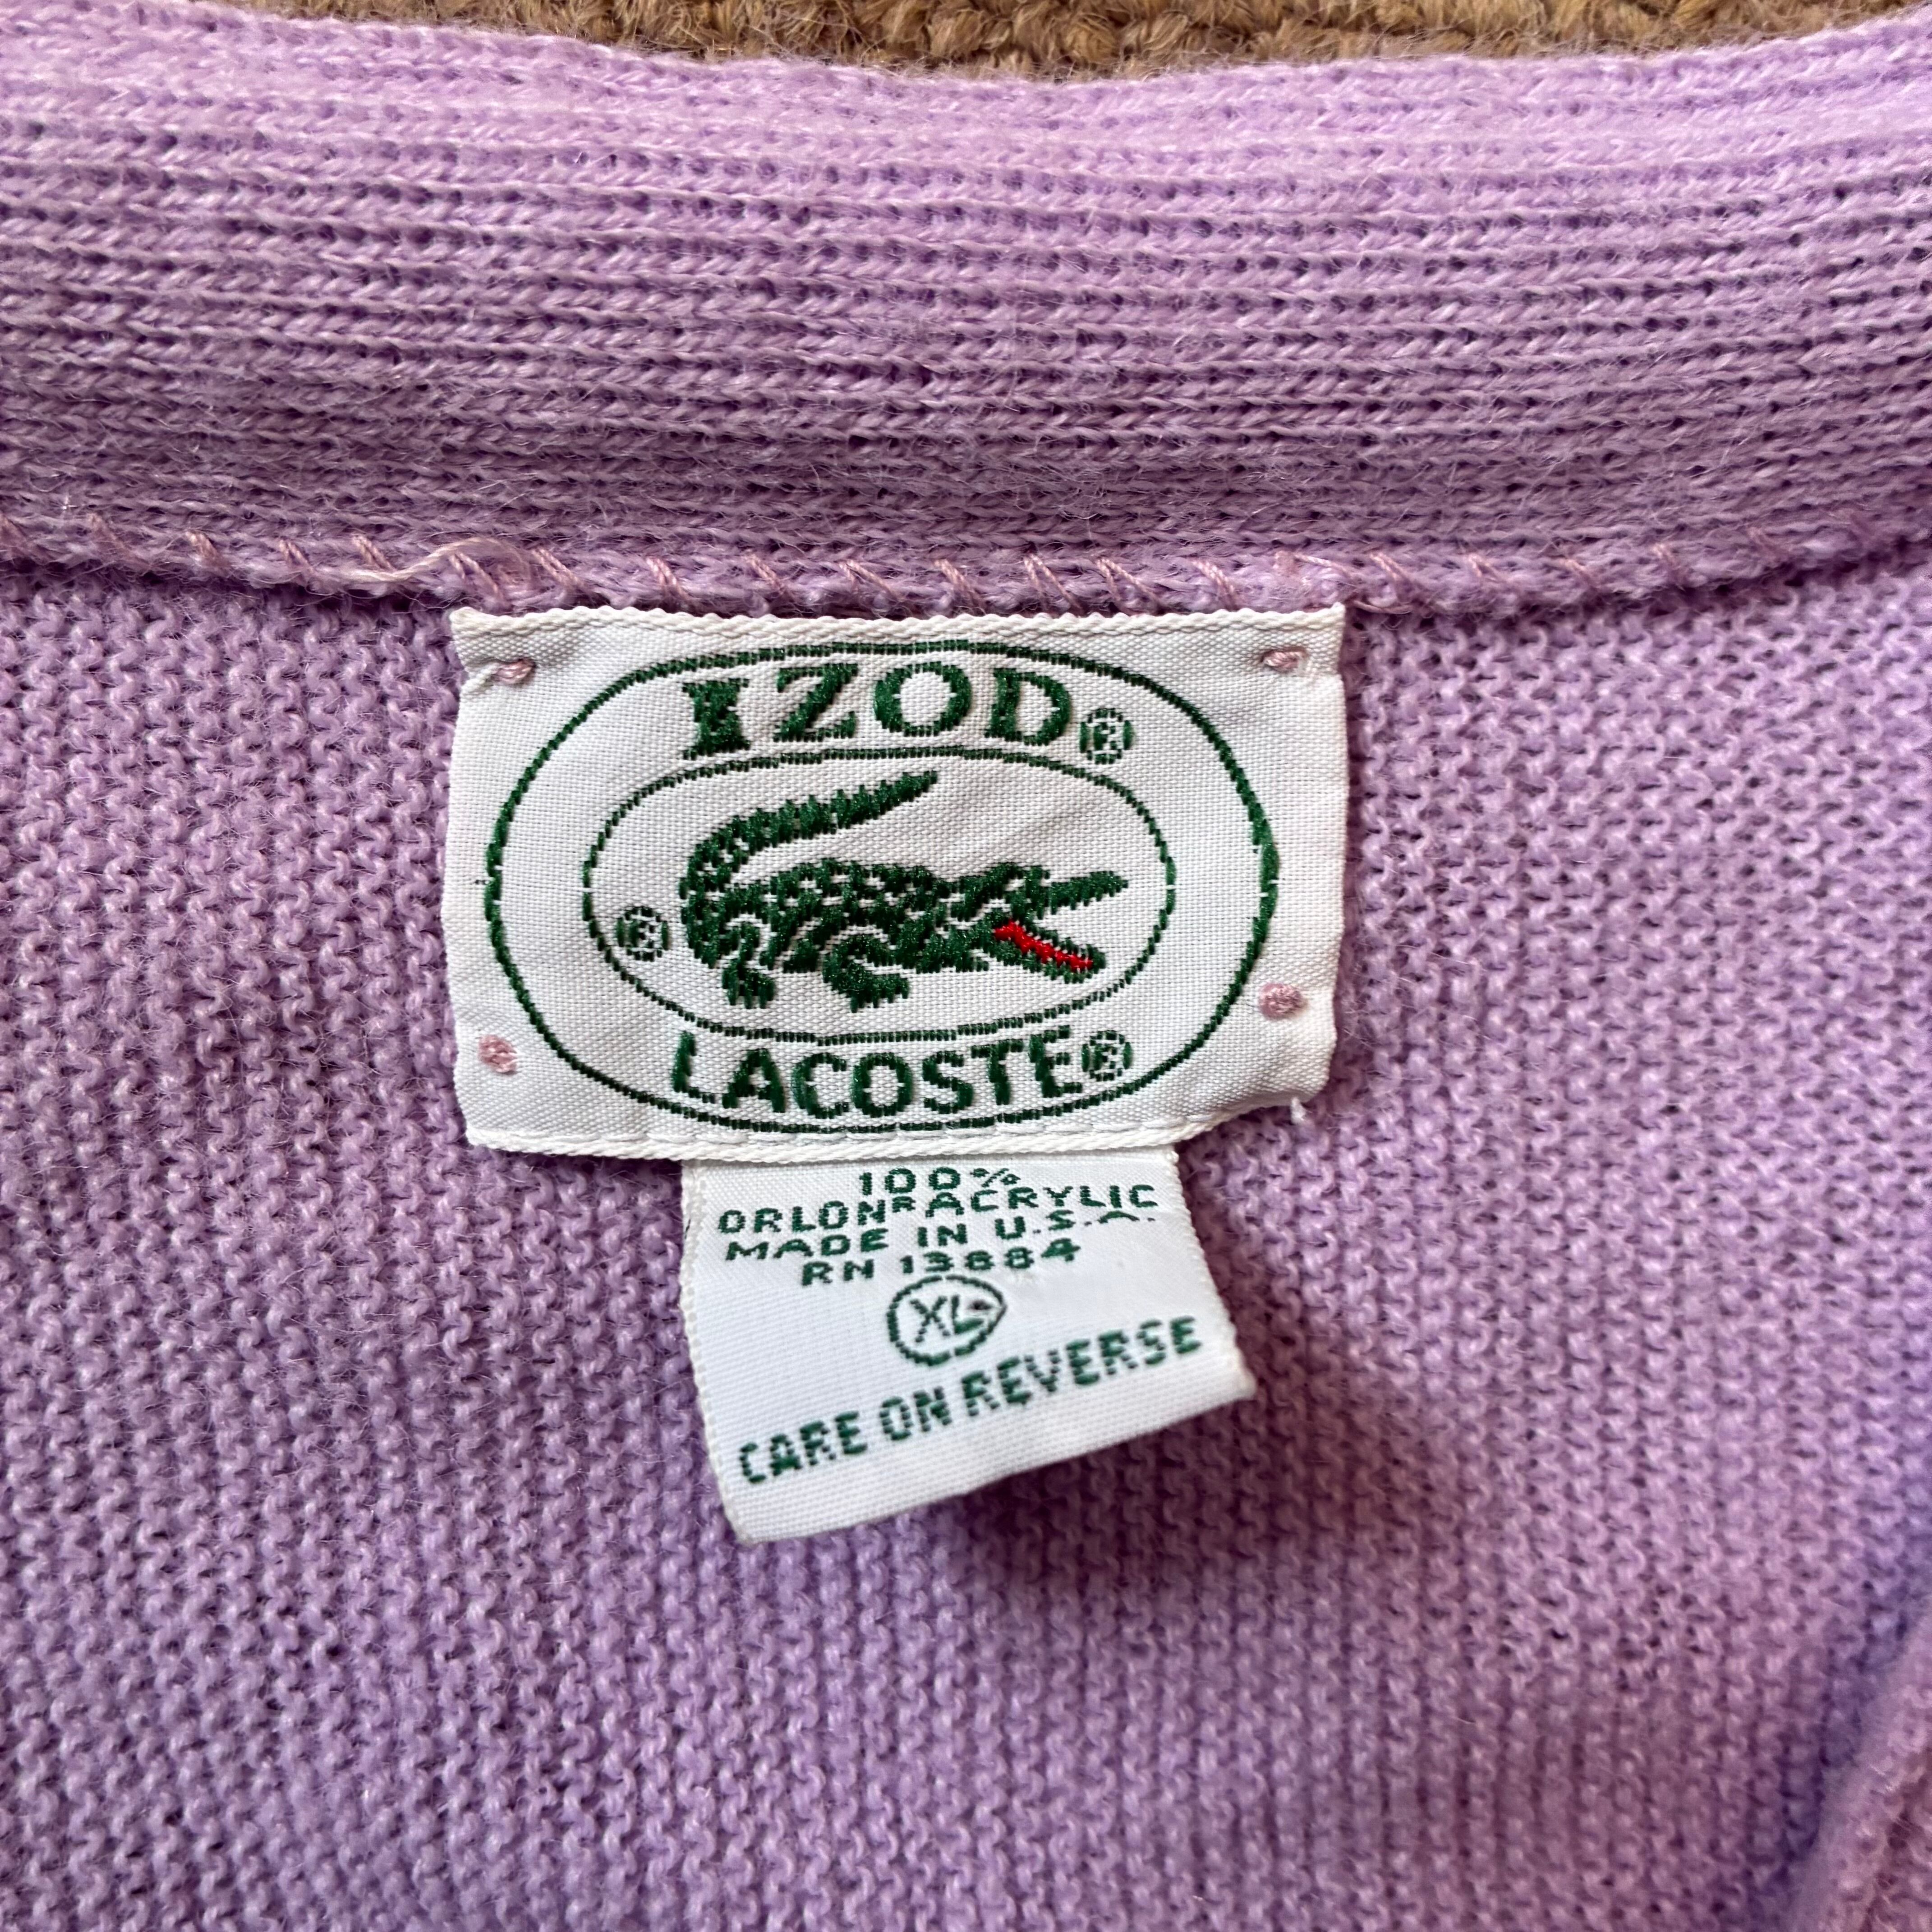 IZOD®
®
LACOSTE®
100%
ORLON® ACRYLIC
MADE IN U.S.A.
RN 13884
XL
CARE ON REVERSE